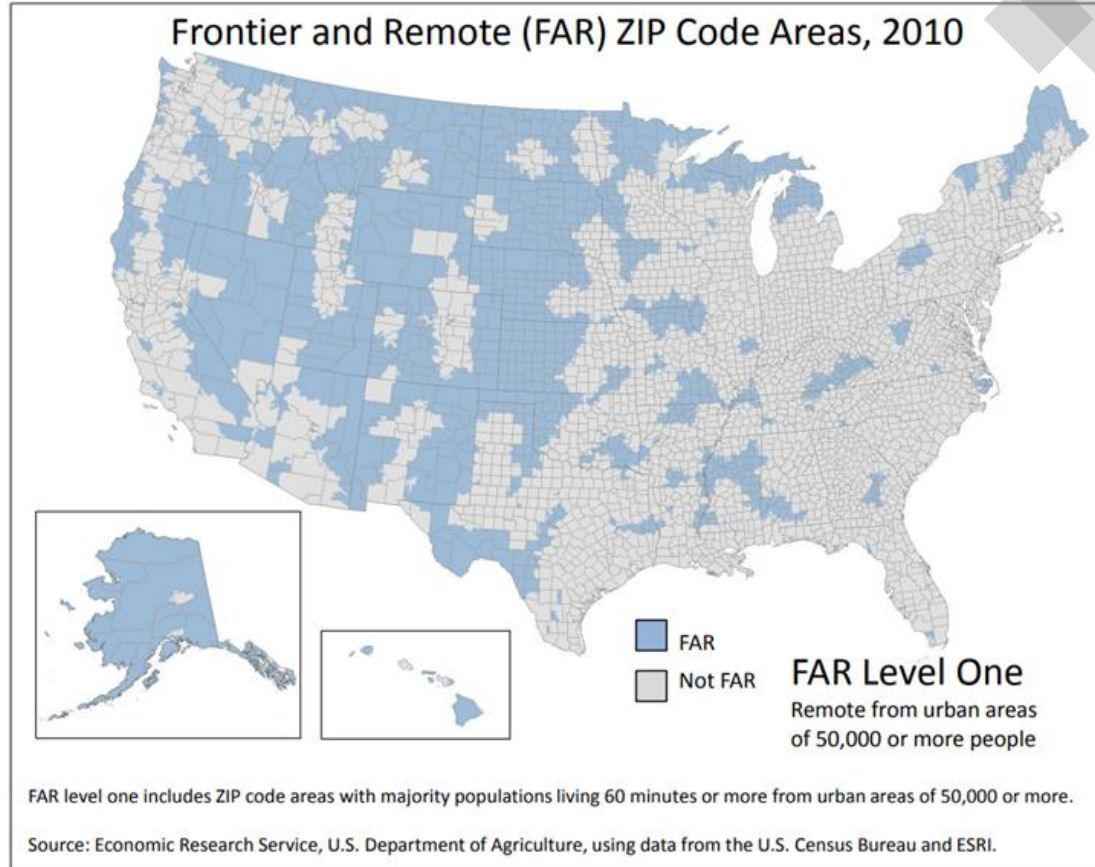 Frontier and Remote (FAR) ZIP Code Areas, 2010
FAR
Not FAR
FAR Level One
Remote from urban areas
of 50,000 or more people
FAR level one includes ZIP code areas with majority populations living 60 minutes or more from urban areas of 50,000 or more.
Source: Economic Research Service, U.S. Department of Agriculture, using data from the U.S. Census Bureau and ESRI.